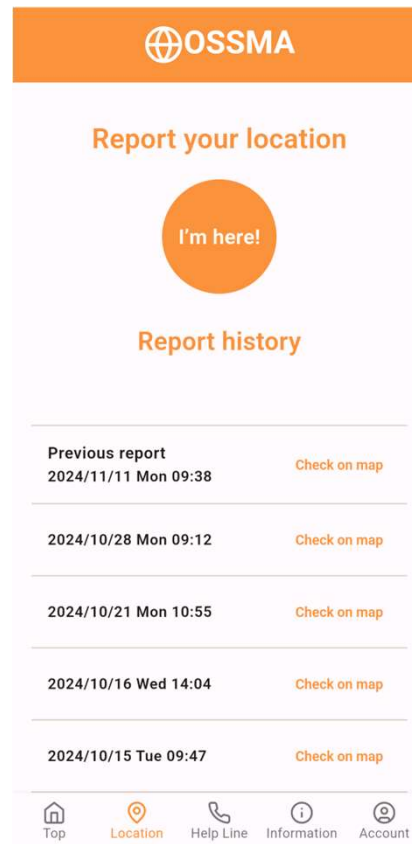 OSSMA
Report your location
I'm here!
Report history
Previous report
2024/11/11 Mon 09:38
Check on map
2024/10/28 Mon 09:12
Check on map
2024/10/21 Mon 10:55
Check on map
2024/10/16 Wed 14:04
Check on map
2024/10/15 Tue 09:47
Check on map
Top
Location
Help Line
Information
Account